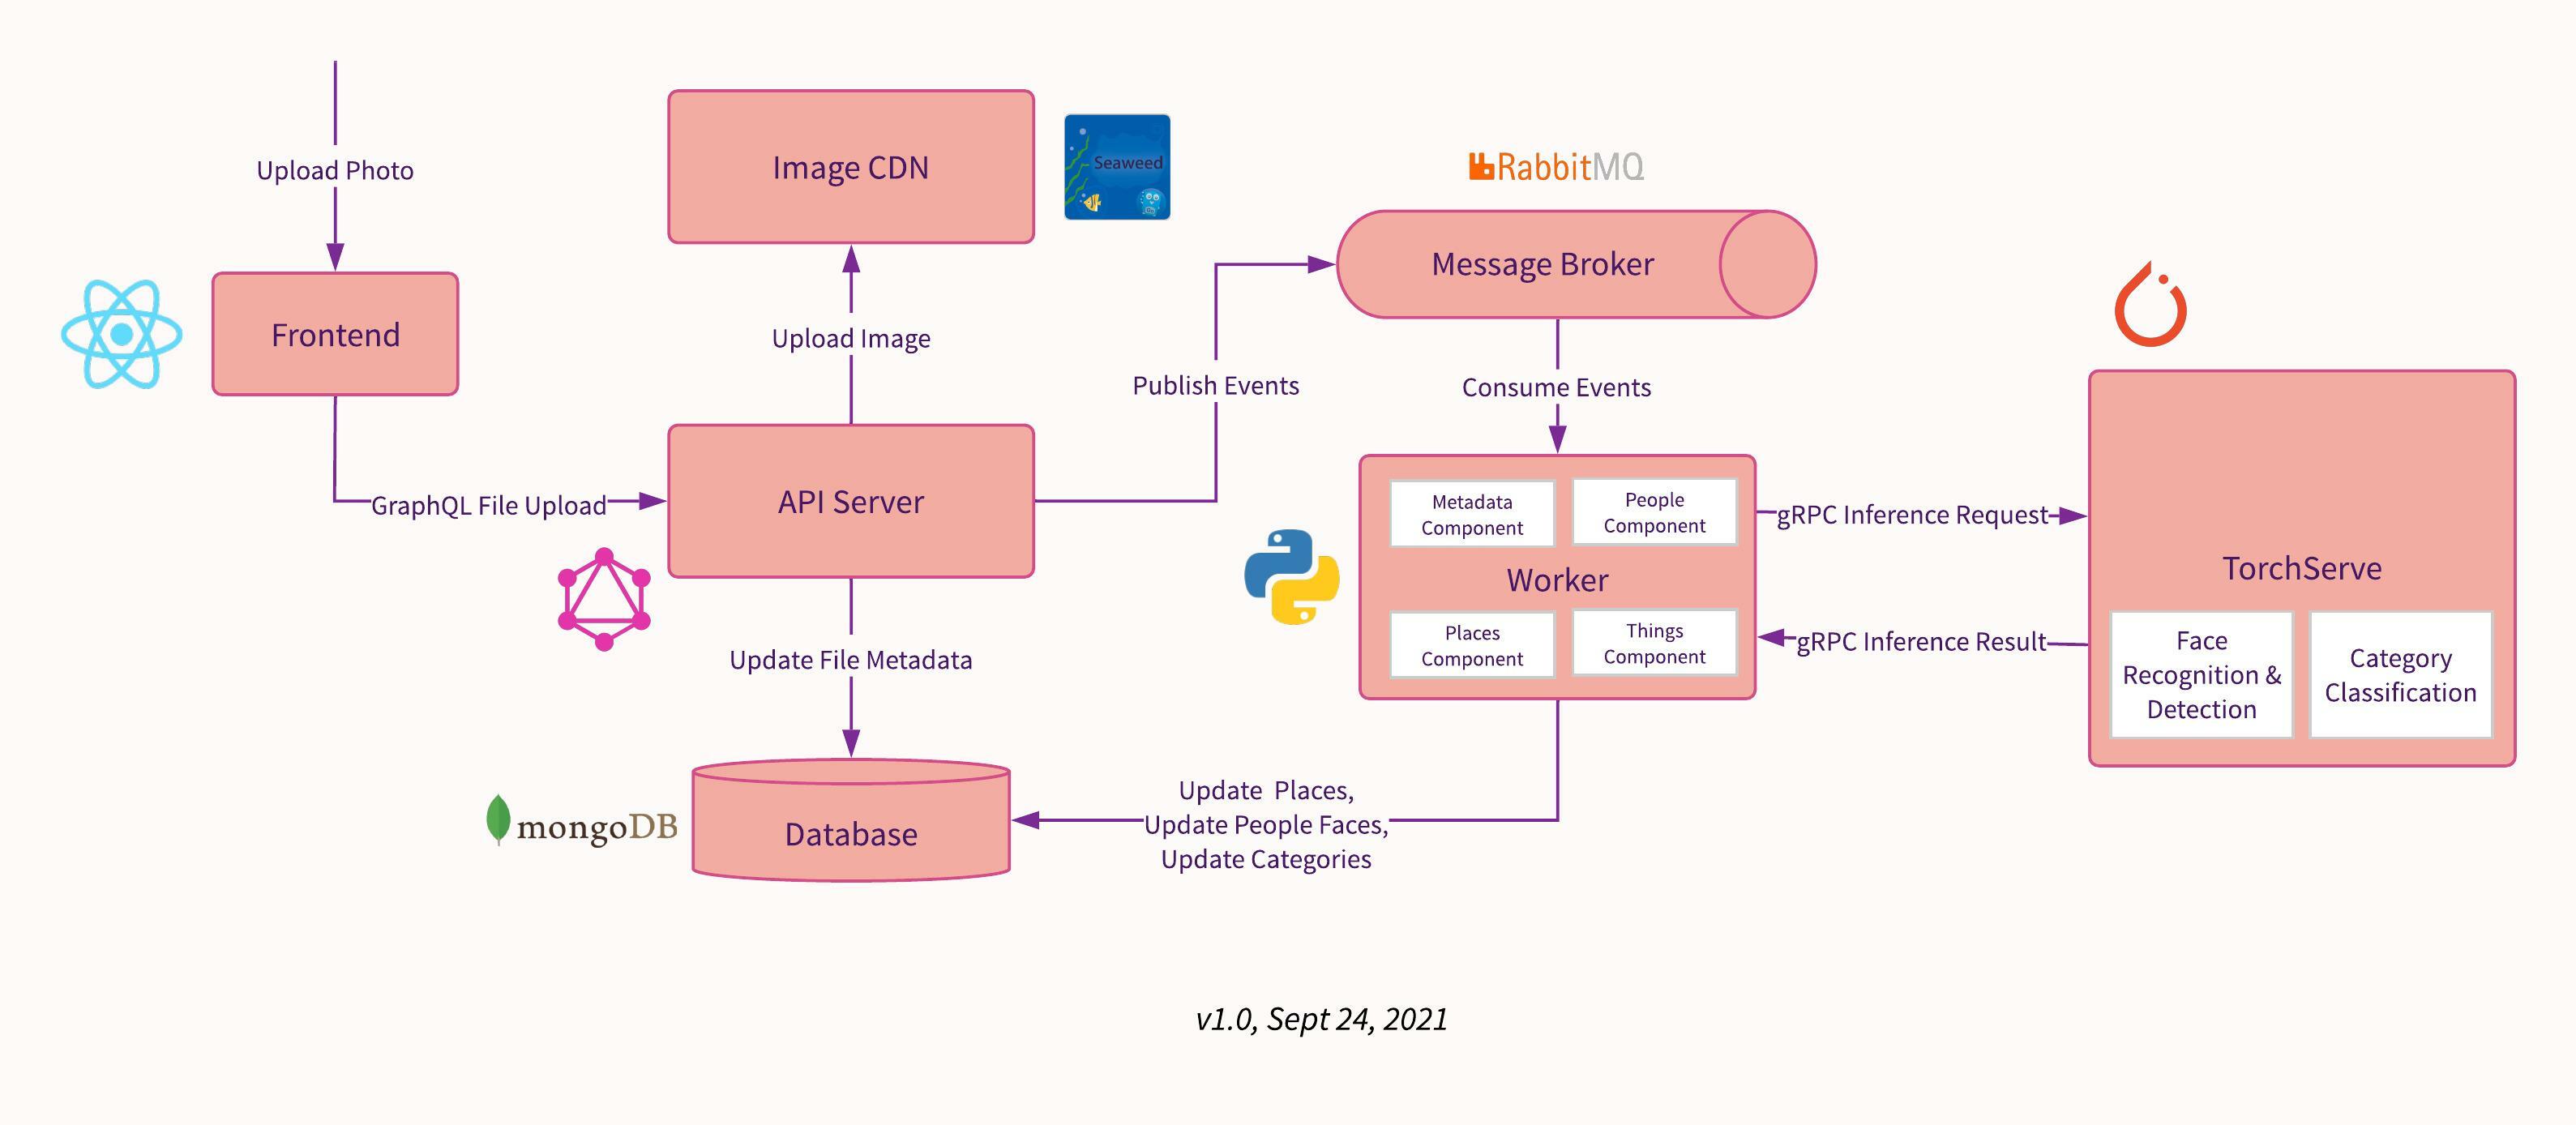 Upload Photo
Frontend
GraphQL File Upload
Image CDN
Seaweed
Upload Image
API Server
Update File Metadata
mongoDB
Database
Publish Events
RabbitMQ
Message Broker
Consume Events
Metadata
Component
People
Component
Worker
Places
Component
Things
Component
gRPC Inference Request
gRPC Inference Result
TorchServe
Face
Recognition &
Detection
Category
Classification
Update Places,
Update People Faces,
Update Categories
v1.0, Sept 24, 2021